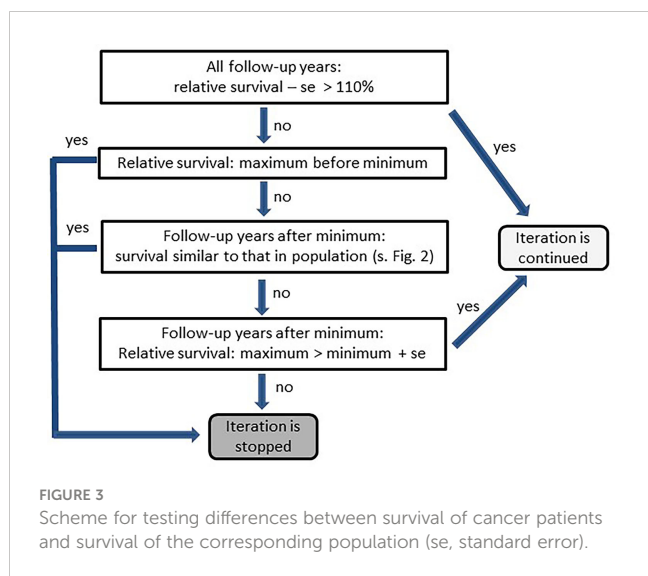 All follow-up years:
relative survival – se > 110%
no
yes
yes
Relative survival: maximum before minimum
no
yes
Follow-up years after minimum:
survival similar to that in population (s. Fig. 2)
Iteration is
continued
no
yes
Follow-up years after minimum:
Relative survival: maximum > minimum + se
no
Iteration is
stopped
FIGURE 3
Scheme for testing differences between survival of cancer patients
and survival of the corresponding population (se, standard error).